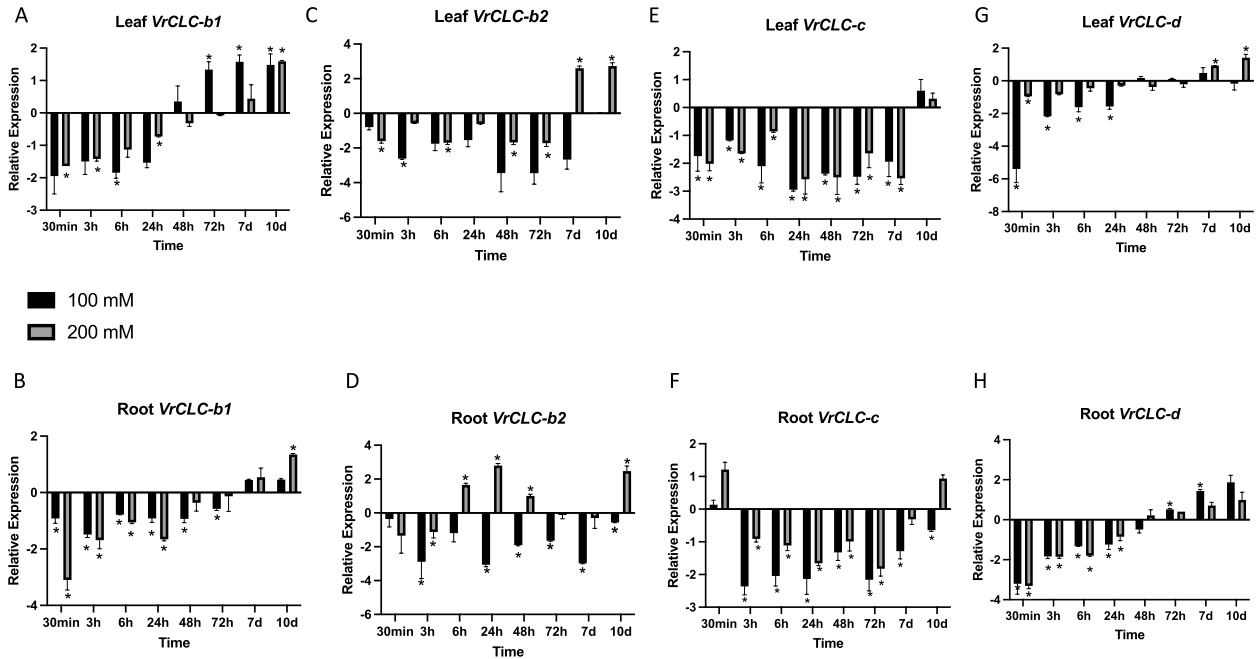 A
Leaf VrCLC-b1
Relative Expression
2
1
0
-1
-2
-3
* * * * * * * * *
30min 3h 6h 24h 48h 72h 7d 10d
Time
C
Leaf VrCLC-b2
Relative Expression
4
2
0
-2
-4
-6
* * * * * * *
30min 3h 6h 24h 48h 72h 7d 10d
Time
E
Leaf VrCLC-c
Relative Expression
2
1
0
-1
-2
-3
-4
* * * * * * * * * * * * * *
30min 3h 6h 24h 48h 72h 7d 10d
Time
G
Leaf VrCLC-d
Relative Expression
2
0
-2
-4
-6
-8
* * * * * * *
30min 3h 6h 24h 48h 72h 7d 10d
Time
100 mM
200 mM
B
Root VrCLC-b1
Relative Expression
2
0
-2
-4
* * * * * * * * * * * *
30min 3h 6h 24h 48h 72h 7d 10d
Time
D
Root VrCLC-b2
Relative Expression
4
2
0
-2
-4
-6
* * * * * * * * * * *
30min 3h 6h 24h 48h 72h 7d 10d
Time
F
Root VrCLC-c
Relative Expression
2
1
0
-1
-2
-3
* * * * * * * * * * * *
30min 3h 6h 24h 48h 72h 7d 10d
Time
H
Root VrCLC-d
Relative Expression
4
2
0
-2
-4
* * * * * * * * * *
30min 3h 6h 24h 48h 72h 7d 10d
Time